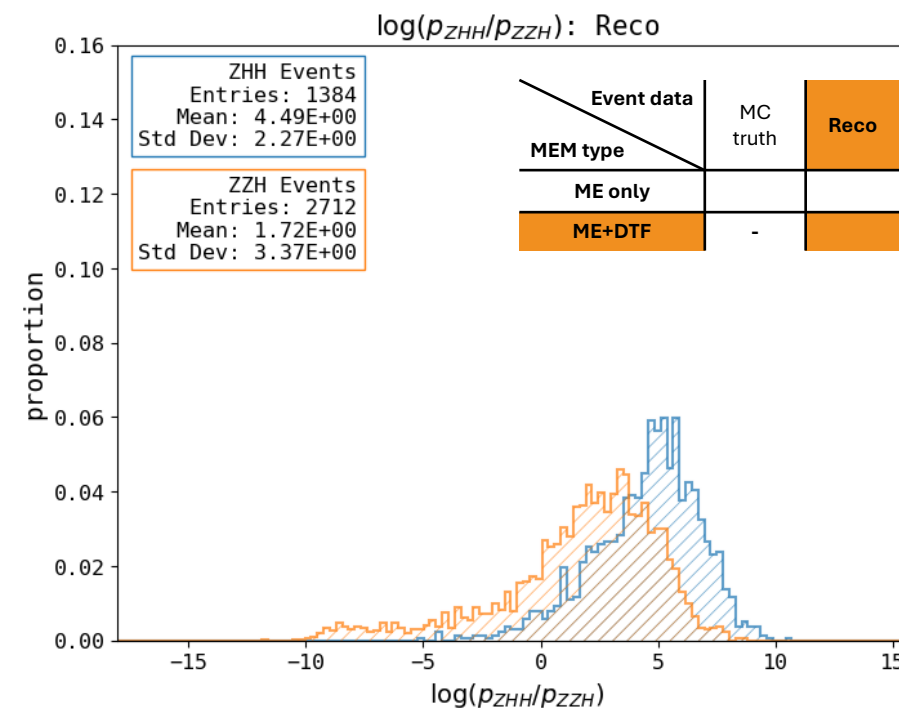 log(p_ZHH/p_ZZH): Reco
0.16
0.14
0.12
0.10
0.08
0.06
0.04
0.02
0.00
proportion
ZHH Events
Entries: 1384
Mean: 4.49E+00
Std Dev: 2.27E+00
ZZH Events
Entries: 2712
Mean: 1.72E+00
Std Dev: 3.37E+00
Event data
MEM type
MC
truth
Reco
ME only
ME+DTF
-
−15 −10 −5 0 5 10 15
log(p_ZHH/p_ZZH)